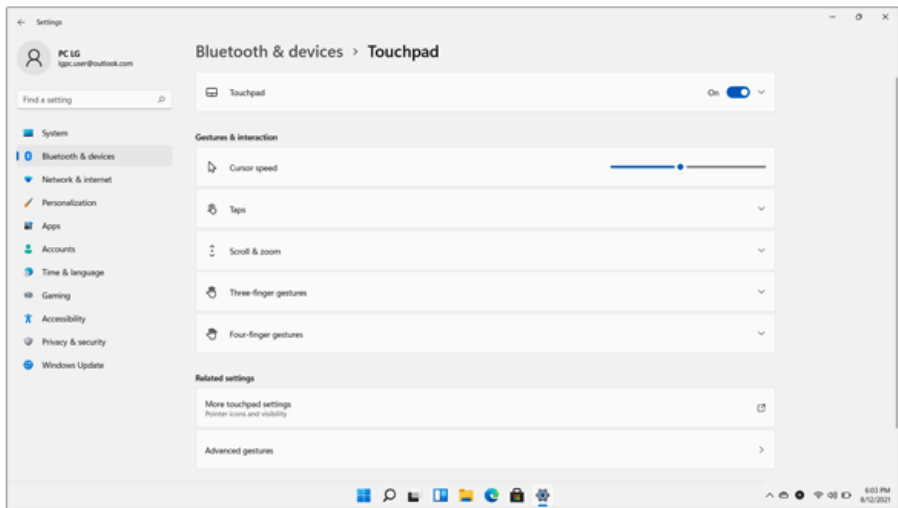 Settings
PC LG
lgpc.user@outlook.com
Find a setting
System
Bluetooth & devices
Network & internet
Personalization
Apps
Accounts
Time & language
Gaming
Accessibility
Privacy & security
Windows Update
Bluetooth & devices > Touchpad
Touchpad On
Gestures & interaction
Cursor speed
Taps
Scroll & zoom
Three-finger gestures
Four-finger gestures
Related settings
More touchpad settings
Pointer icons and visibility
Advanced gestures
6:03 PM
8/12/2021